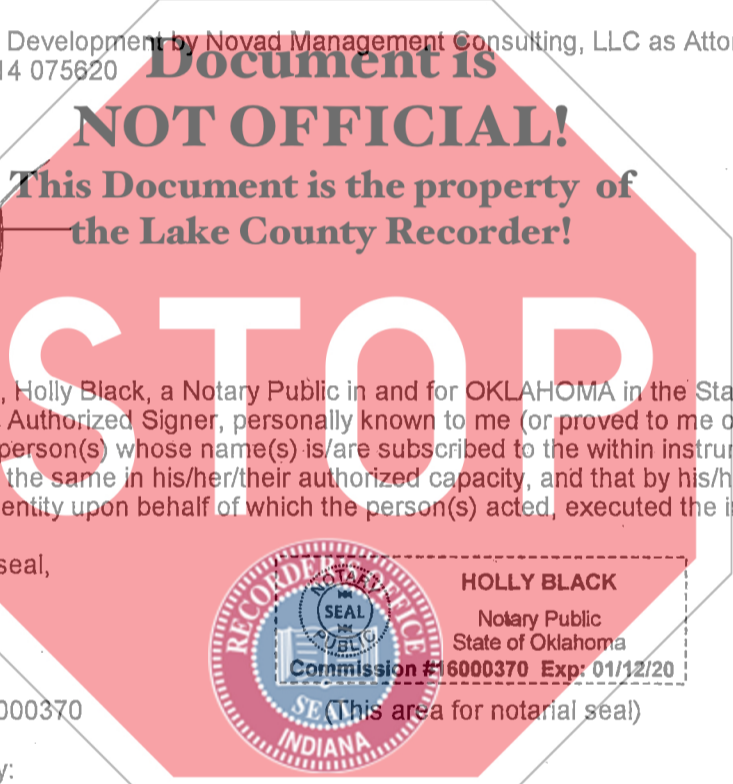 Development by Novad Management Consulting, LLC as Atto
14 075620
Document is
NOT OFFICIAL!
This Document is the property of
the Lake County Recorder!
STOP
, Holly Black, a Notary Public in and for OKLAHOMA in the Sta
Authorized Signer, personally known to me (or proved to me o
person(s) whose name(s) is/are subscribed to the within instru
the same in his/her/their authorized capacity, and that by his/h
entity upon behalf of which the person(s) acted, executed the i
seal,
RECORDER'S OFFICE
NOTARY
SEAL
PUBLIC
SEAL
INDIANA
HOLLY BLACK
Notary Public
State of Oklahoma
Commission #16000370 Exp: 01/12/20
000370
(This area for notarial seal)
y: